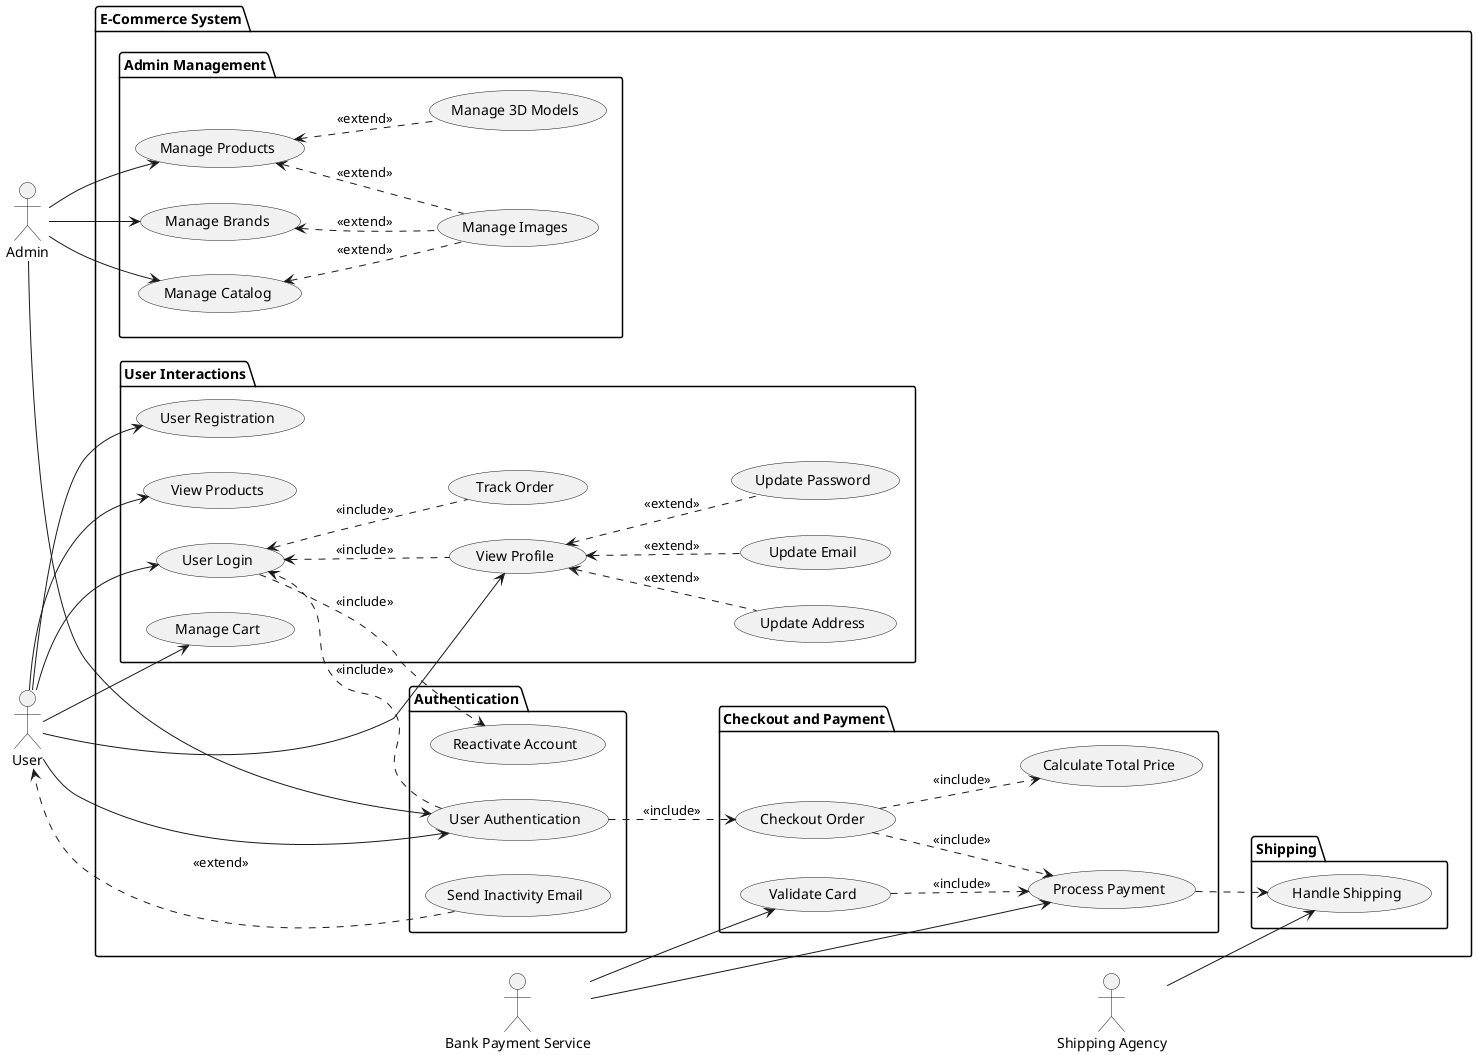 E-Commerce System
Admin Management
Manage 3D Models
«extend»
Manage Products
«extend»
Manage Brands
«extend»
Manage Images
«extend»
Manage Catalog
Admin
User Interactions
User Registration
Update Password
View Products
Track Order
«extend»
«include»
User Login
«include»
View Profile
«extend»
Update Email
«extend»
«include»
Update Address
Manage Cart
«include»
Authentication
Checkout and Payment
Reactivate Account
User
Calculate Total Price
«include»
User Authentication
«include»
Checkout Order
«include»
Shipping
«extend»
Send Inactivity Email
Validate Card
«include»
Process Payment
Handle Shipping
Bank Payment Service
Shipping Agency